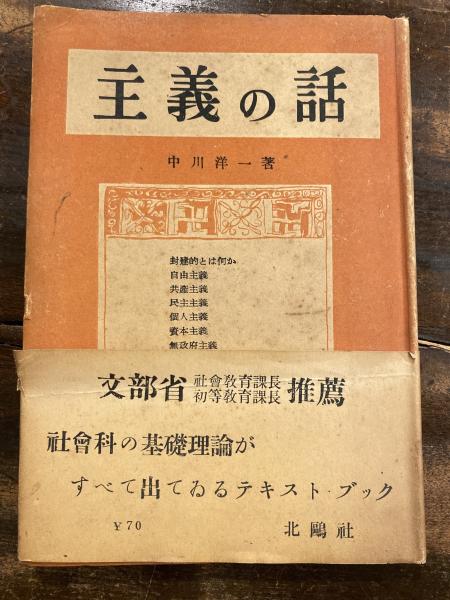 主義の話
中川洋一著
封建的とは何か
自由主義
共產主義
民主主義
個人主義
資本主義
無政府主義
文部省 社會敎育課長 推薦
初等敎育課長
社會科の基礎理論が
すべて出てゐるテキスト・ブック
¥70
北鷗社